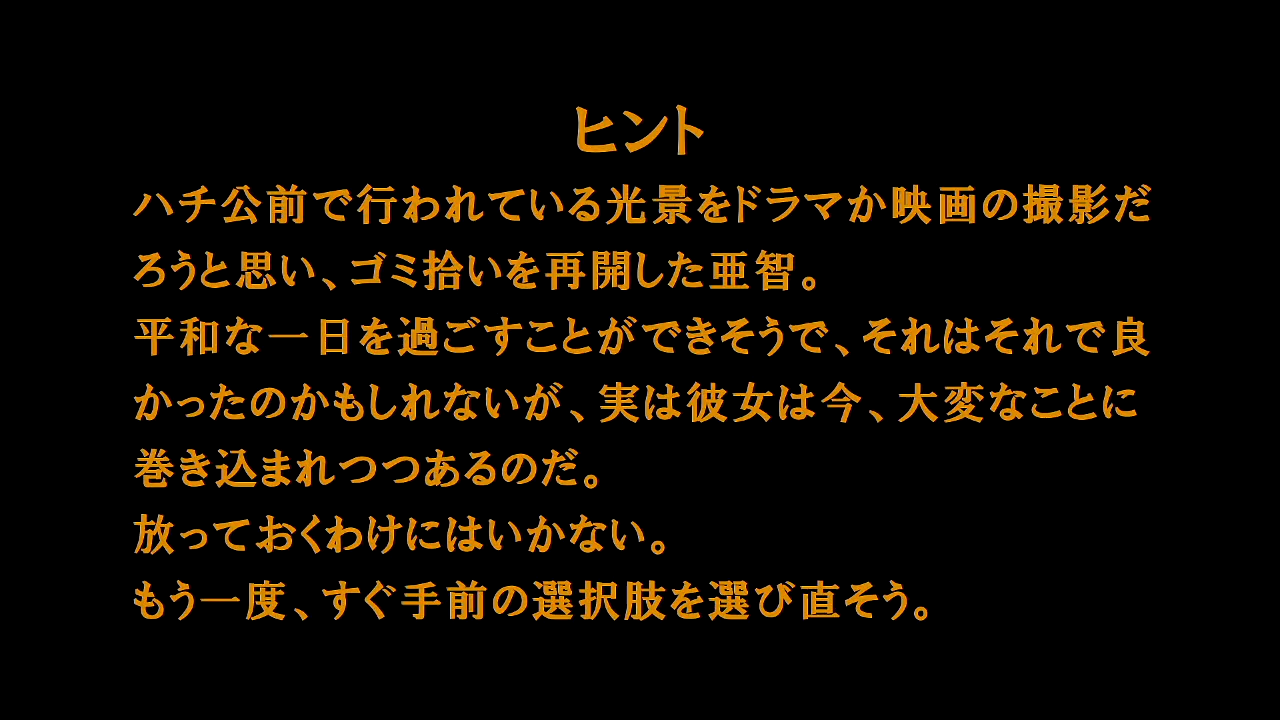 ヒント
ハチ公前で行われている光景をドラマか映画の撮影だ
ろうと思い、ゴミ拾いを再開した亜智。
平和な一日を過ごすことができそうで、それはそれで良
かったのかもしれないが、実は彼女は今、大変なことに
巻き込まれつつあるのだ。
放っておくわけにはいかない。
もう一度、すぐ手前の選択肢を選び直そう。